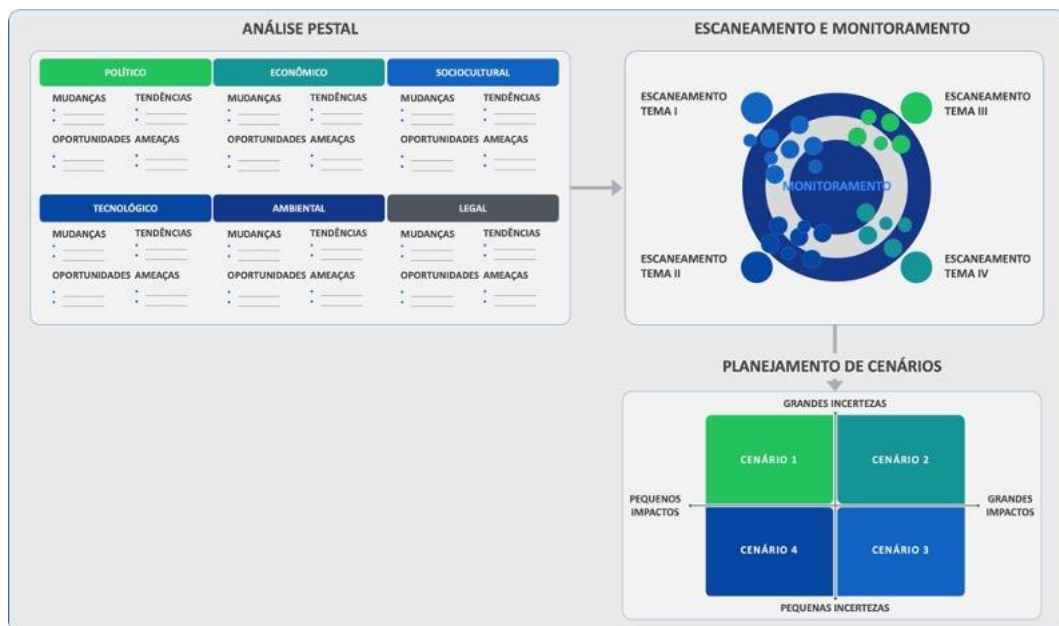 ANÁLISE PESTAL
POLÍTICO
ECONÔMICO
SOCIOCULTURAL
MUDANÇAS TENDÊNCIAS
MUDANÇAS TENDÊNCIAS
MUDANÇAS TENDÊNCIAS
OPORTUNIDADES AMEAÇAS
OPORTUNIDADES AMEAÇAS
OPORTUNIDADES AMEAÇAS
TECNOLÓGICO
AMBIENTAL
LEGAL
MUDANÇAS TENDÊNCIAS
MUDANÇAS TENDÊNCIAS
MUDANÇAS TENDÊNCIAS
OPORTUNIDADES AMEAÇAS
OPORTUNIDADES AMEAÇAS
OPORTUNIDADES AMEAÇAS
ESCANEAMENTO E MONITORAMENTO
ESCANEAMENTO
TEMA I
ESCANEAMENTO
TEMA III
MONITORAMENTO
ESCANEAMENTO
TEMA II
ESCANEAMENTO
TEMA IV
PLANEJAMENTO DE CENÁRIOS
GRANDES INCERTEZAS
CENÁRIO 1
CENÁRIO 2
PEQUENOS
IMPACTOS
GRANDES
IMPACTOS
CENÁRIO 4
CENÁRIO 3
PEQUENAS INCERTEZAS